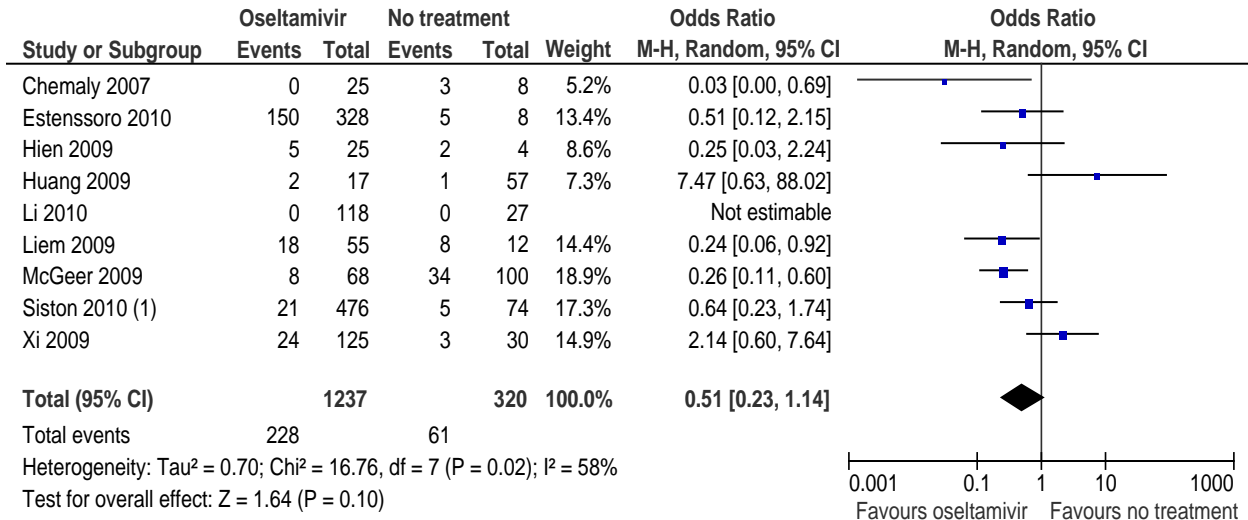 Oseltamivir No treatment Odds Ratio Odds Ratio
Study or Subgroup Events Total Events Total Weight M-H, Random, 95% CI M-H, Random, 95% CI
Chemaly 2007 0 25 3 8 5.2% 0.03 [0.00, 0.69]
Estenssoro 2010 150 328 5 8 13.4% 0.51 [0.12, 2.15]
Hien 2009 5 25 2 4 8.6% 0.25 [0.03, 2.24]
Huang 2009 2 17 1 57 7.3% 7.47 [0.63, 88.02]
Li 2010 0 118 0 27 Not estimable
Liem 2009 18 55 8 12 14.4% 0.24 [0.06, 0.92]
McGeer 2009 8 68 34 100 18.9% 0.26 [0.11, 0.60]
Siston 2010 (1) 21 476 5 74 17.3% 0.64 [0.23, 1.74]
Xi 2009 24 125 3 30 14.9% 2.14 [0.60, 7.64]
Total (95% CI) 1237 320 100.0% 0.51 [0.23, 1.14]
Total events 228 61
Heterogeneity: Tau² = 0.70; Chi² = 16.76, df = 7 (P = 0.02); I² = 58%
Test for overall effect: Z = 1.64 (P = 0.10)
0.001 0.1 1 10 1000
Favours oseltamivir Favours no treatment